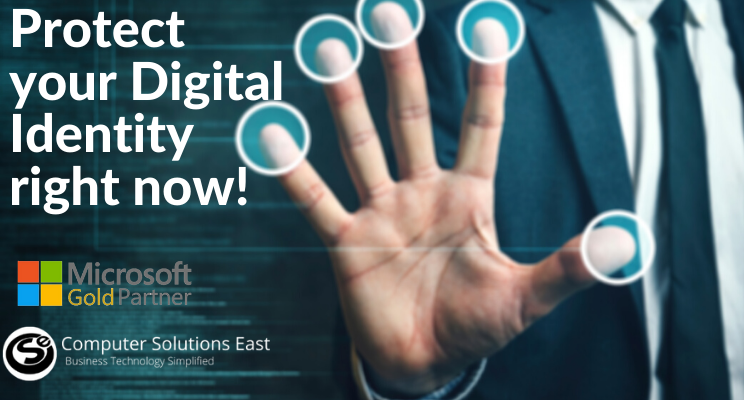 Protect
your Digital
Identity
right now!
Microsoft
Gold Partner
Computer Solutions East
Business Technology Simplified